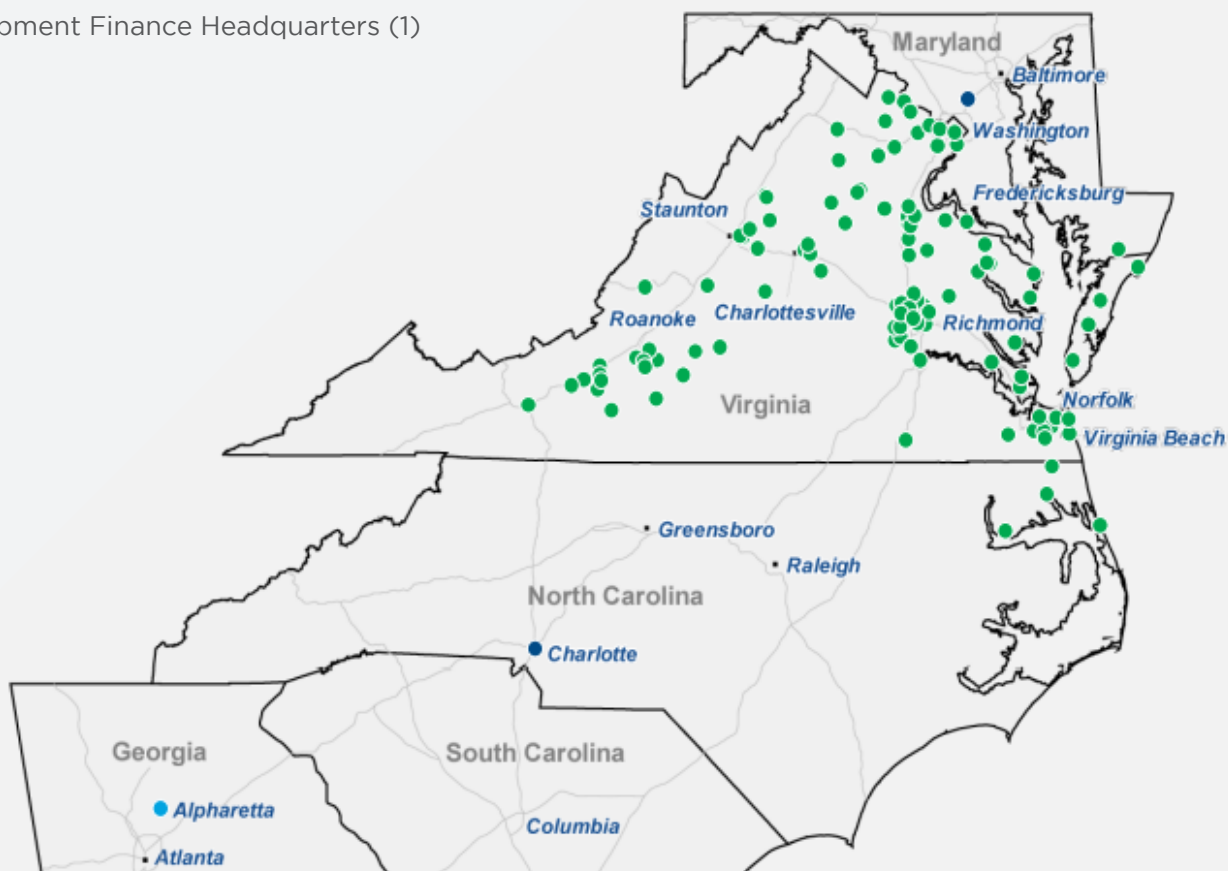 pment Finance Headquarters (1)
Maryland
Baltimore
Washington
Fredericksburg
Staunton
Roanoke
Charlottesville
Richmond
Virginia
Norfolk
Virginia Beach
Greensboro
Raleigh
North Carolina
Charlotte
Georgia
South Carolina
Alpharetta
Columbia
Atlanta